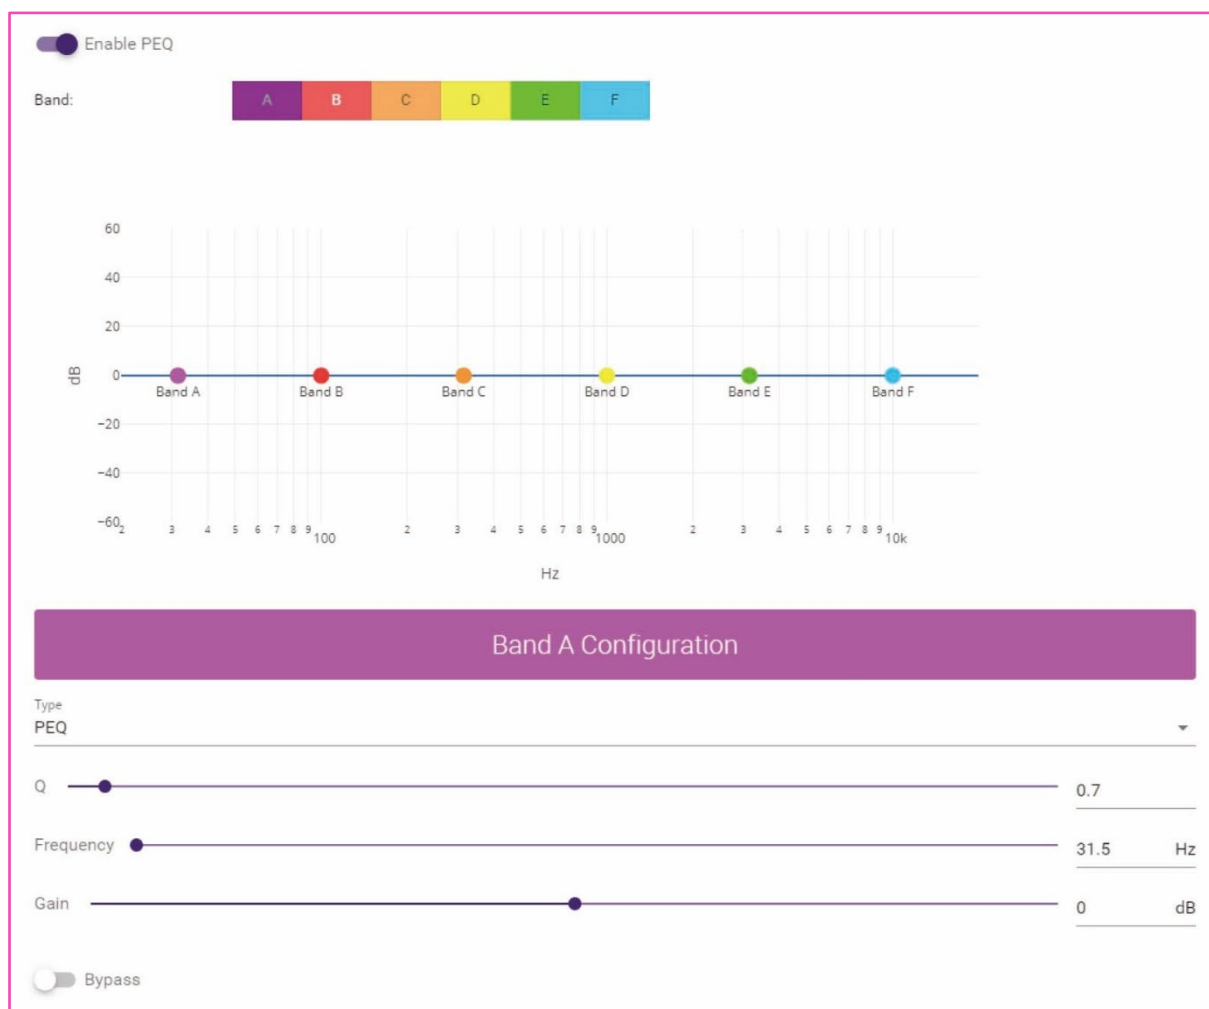 Enable PEQ
Band: A B C D E F
60
40
20
dB 0
Band A Band B Band C Band D Band E Band F
−20
−40
−60
2 3 4 5 6 7 8 9 100 2 3 4 5 6 7 8 9 1000 2 3 4 5 6 7 8 9 10k
Hz
Band A Configuration
Type
PEQ
Q 0.7
Frequency 31.5 Hz
Gain 0 dB
Bypass